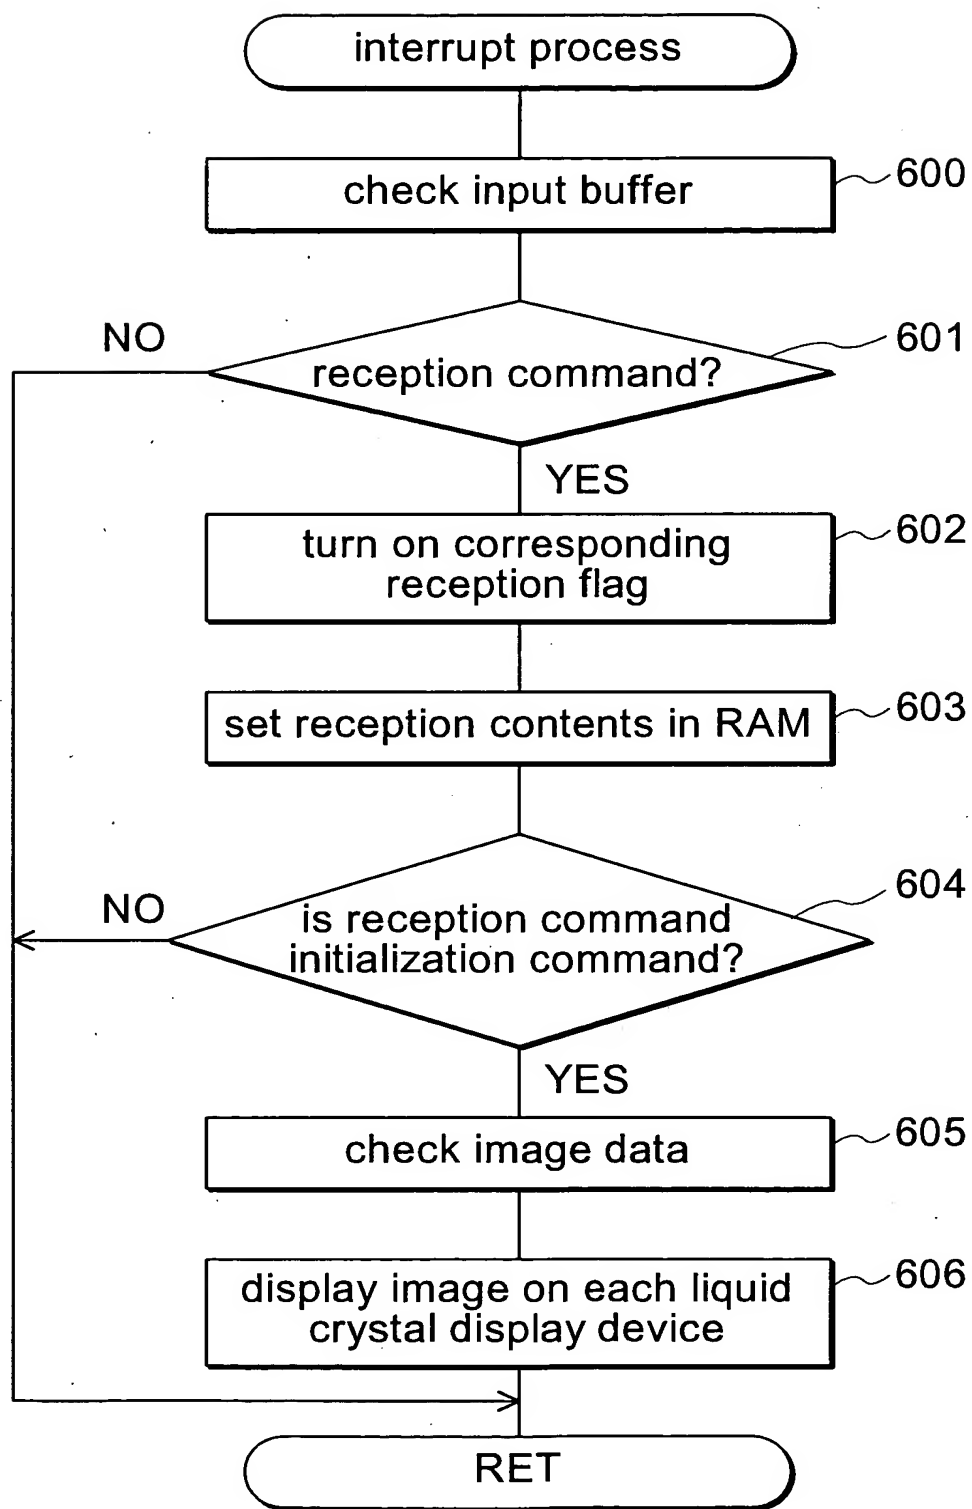 interrupt process
check input buffer
600
NO
reception command?
601
YES
turn on corresponding
reception flag
602
set reception contents in RAM
603
NO
is reception command
initialization command?
604
YES
check image data
605
display image on each liquid
crystal display device
606
RET